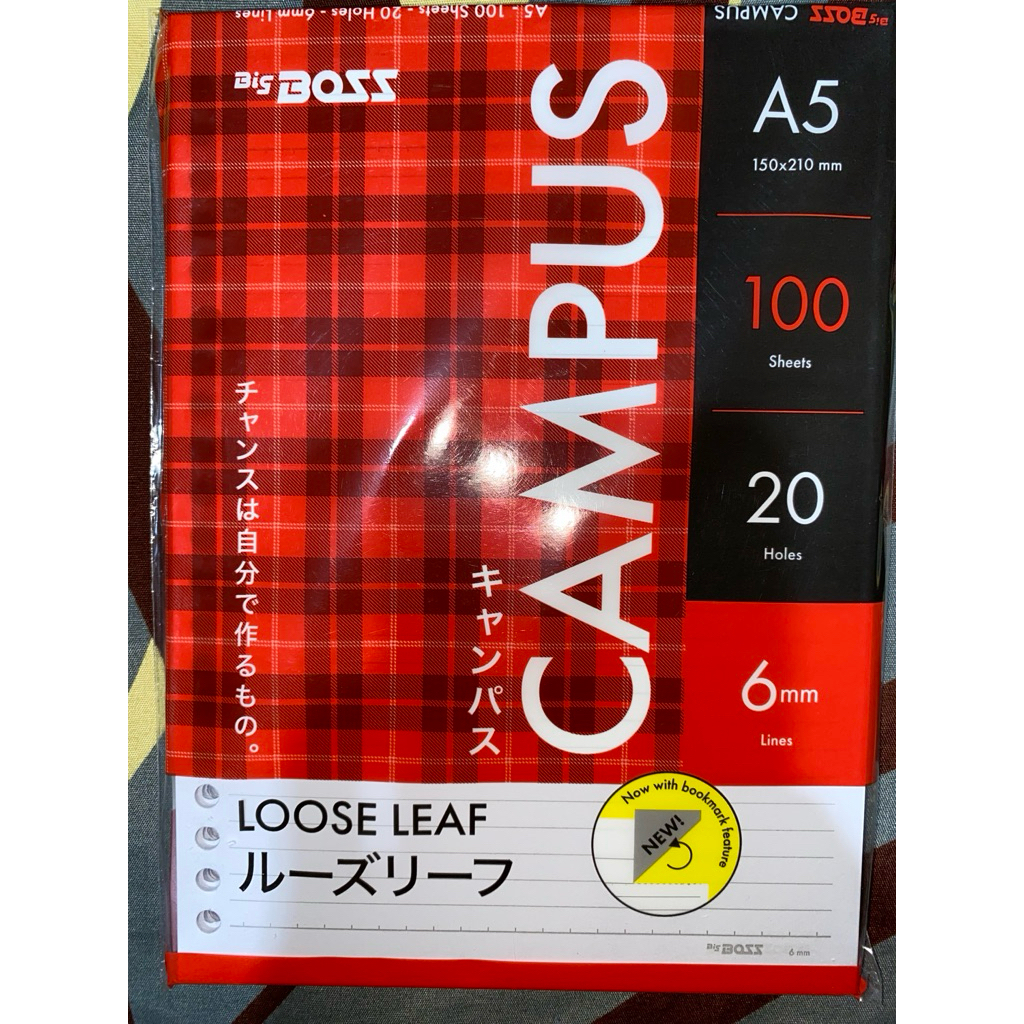 A5 - 100 Sheets - 20 Holes - 6mm Lines
CAMPUS BiG BOSS
BiG BOSS
CAMPUS
キャンパス
チャンスは自分で作るもの。
A5
150x210 mm
100
Sheets
20
Holes
6mm
Lines
LOOSE LEAF
ルーズリーフ
Now with bookmark feature
NEW!
BiG BOSS
6 mm